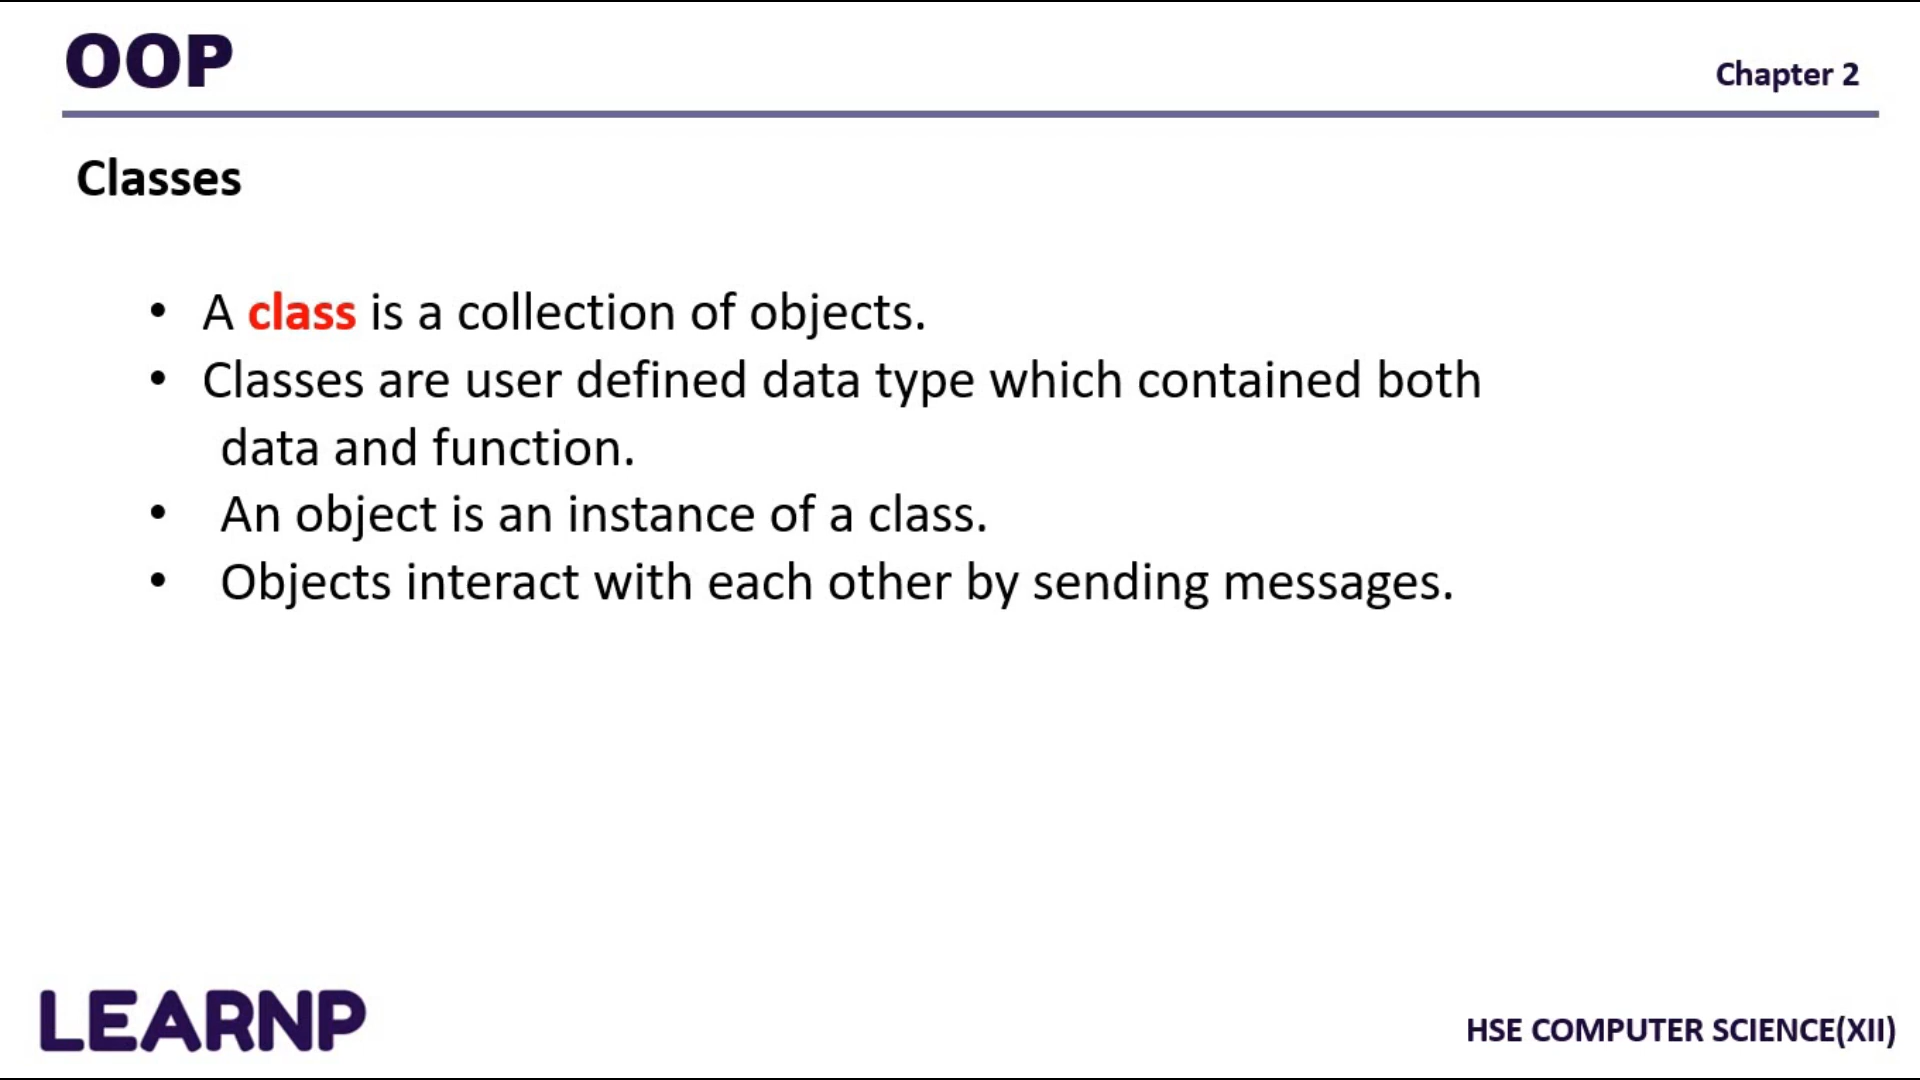 OOP
Chapter 2
Classes
• A class is a collection of objects.
• Classes are user defined data type which contained both
data and function.
• An object is an instance of a class.
• Objects interact with each other by sending messages.
LEARNP
HSE COMPUTER SCIENCE(XII)